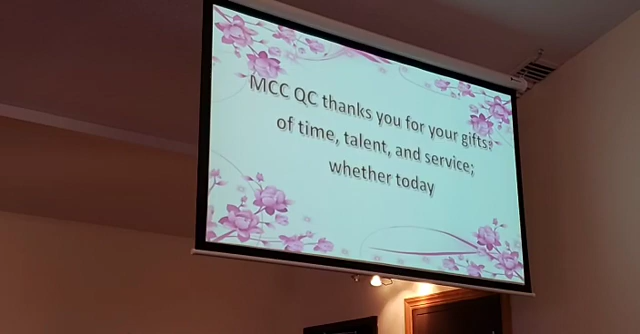 MCC QC thanks you for your gifts
of time, talent, and service;
whether today